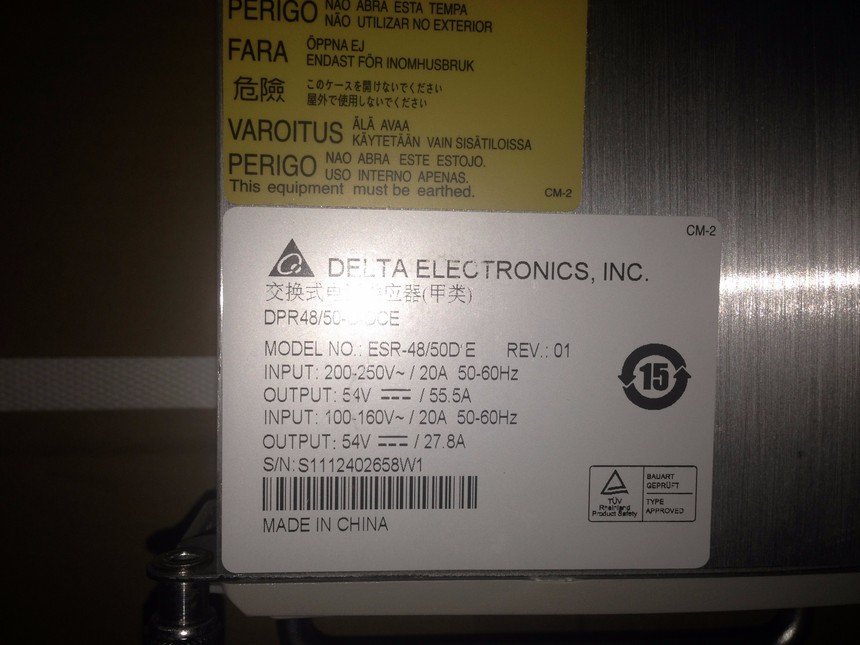 PERIGO NÃO ABRA ESTA TEMPA
NÃO UTILIZAR NO EXTERIOR
FARA ÖPPNA EJ
ENDAST FÖR INOMHUSBRUK
危險 このケースを開けないでください
屋外で使用しないでください
VAROITUS ÄLÄ AVAA
KÄYTETÄÄN VAIN SISÄTILOISSA
PERIGO NAO ABRA ESTE ESTOJO.
USO INTERNO APENAS.
This equipment must be earthed.
CM-2
CM-2
DELTA ELECTRONICS, INC.
交换式电 应器(甲类)
MODEL NO.: ESR-48/50D'E REV.: 01
INPUT: 200-250V~ / 20A 50-60Hz
OUTPUT: 54V ⎓ / 55.5A
INPUT: 100-160V~ / 20A 50-60Hz
OUTPUT: 54V ⎓ / 27.8A
S/N: S1112402658W1
MADE IN CHINA
15
TÜV
Rheinland
Product Safety
BAUART
GEPRÜFT
TYPE
APPROVED